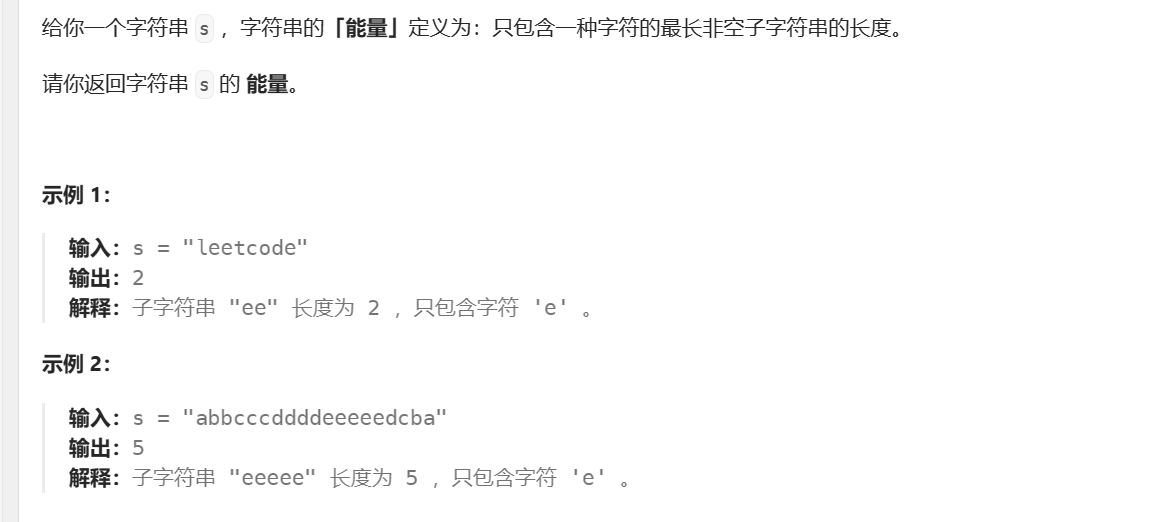 给你一个字符串 s ，字符串的「能量」定义为：只包含一种字符的最长非空子字符串的长度。
请你返回字符串 s 的 能量。
示例 1：
输入：s = "leetcode"
输出：2
解释：子字符串 "ee" 长度为 2 ，只包含字符 'e' 。
示例 2：
输入：s = "abbcccddddeeeeedcba"
输出：5
解释：子字符串 "eeeee" 长度为 5 ，只包含字符 'e' 。